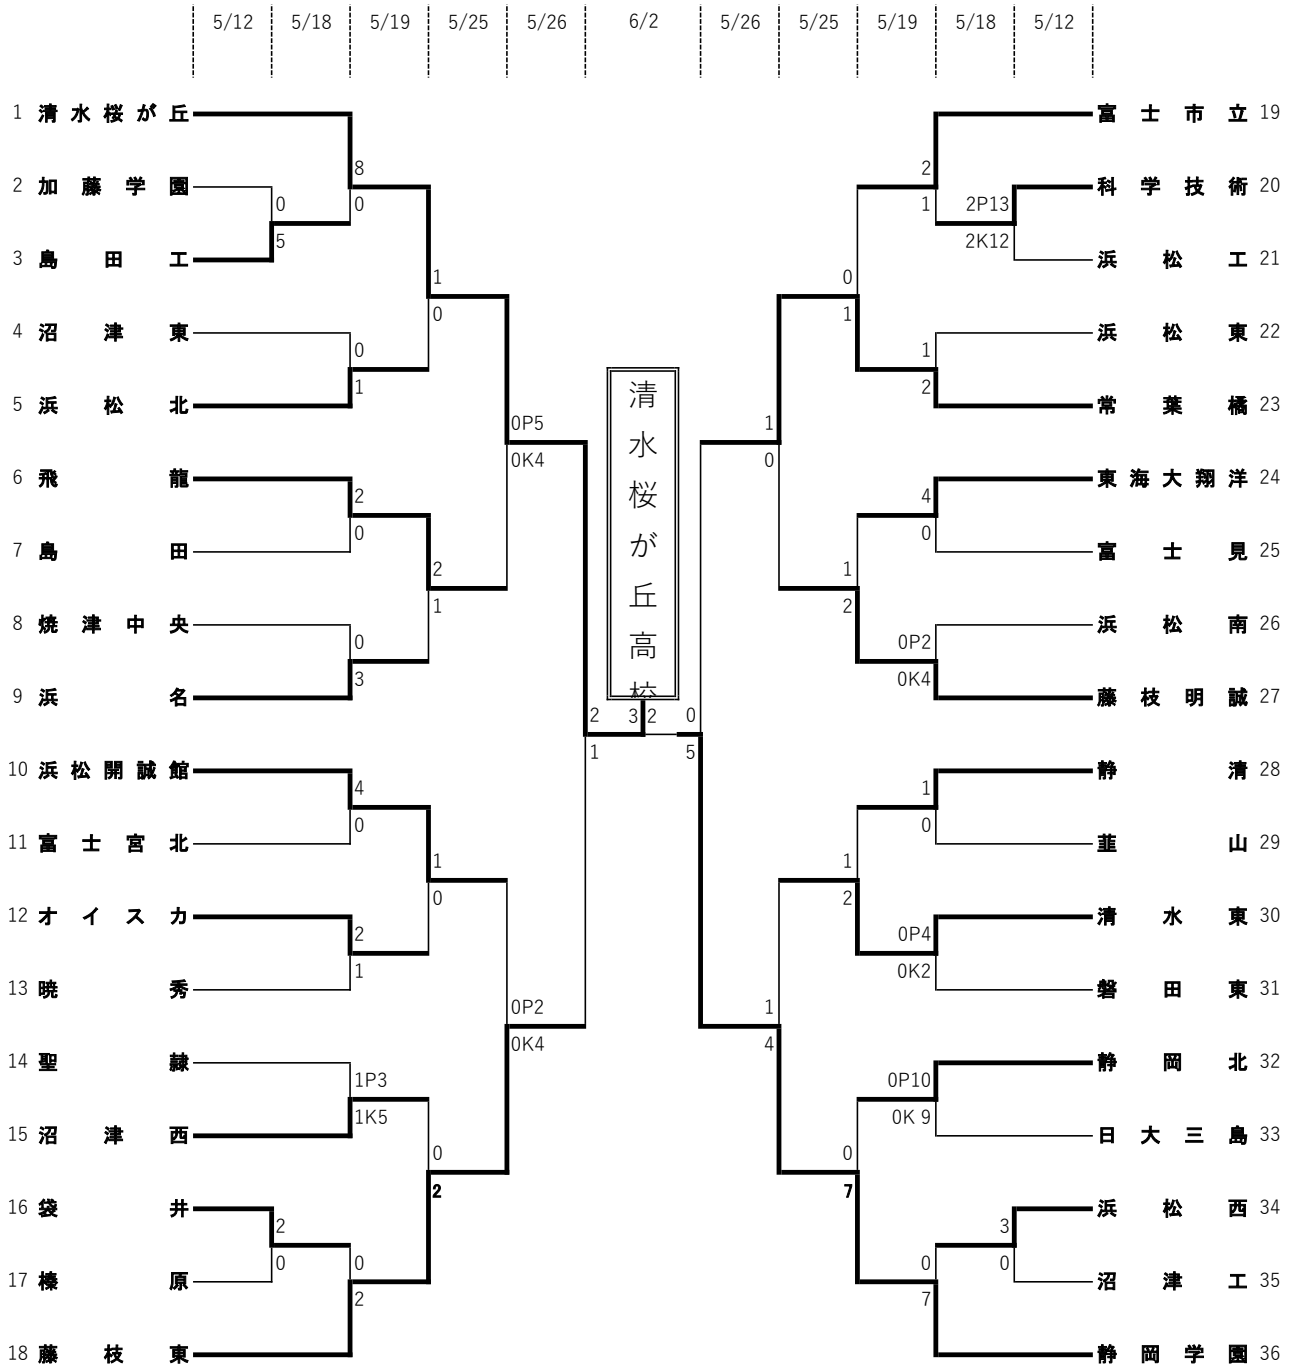 5/12 5/18 5/19 5/25 5/26 6/2 5/26 5/25 5/19 5/18 5/12
1 清水桜が丘 富士市立 19
8 2
2 加藤学園 科学技術 20
0 0 1 2P13
5 2K12
3 島田工 浜松工 21
1 0
0 1
4 沼津東 浜松東 22
0 1
清水桜が丘高校
1 2
5 浜松北 常葉橘 23
0P5 1
0K4 0
6 飛龍 東海大翔洋 24
2 4
0 0
7 島田 富士見 25
2 1
1 2
8 焼津中央 浜松南 26
0 0P2
3 0K4
9 浜名 藤枝明誠 27
2 3 2 0
1 5
10 浜松開誠館 静清 28
4 1
0 0
11 富士宮北 韮山 29
1 1
0 2
12 オイスカ 清水東 30
2 0P4
1 0K2
13 暁秀 磐田東 31
0P2 1
0K4 4
14 聖隷 静岡北 32
1P3 0P10
1K5 0K 9
15 沼津西 日大三島 33
0 0
2 7
16 袋井 浜松西 34
2 3
0 0 0 0
17 榛原 沼津工 35
2 7
18 藤枝東 静岡学園 36